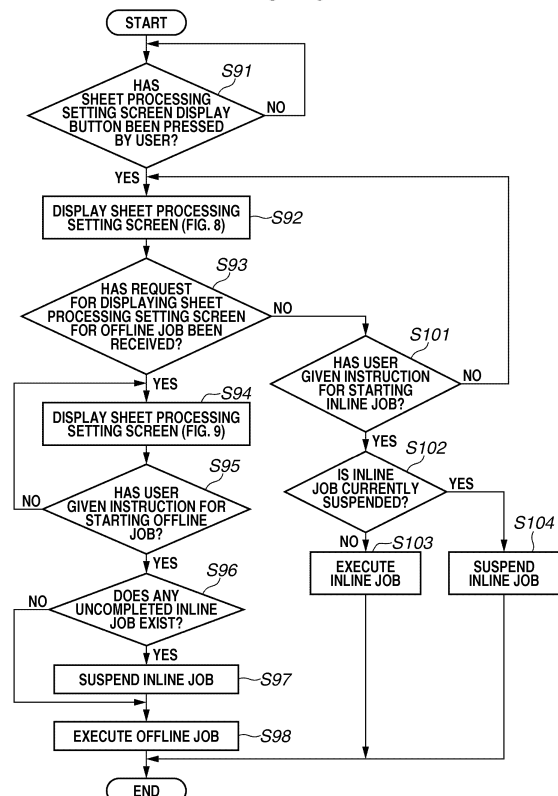 START
S91
HAS
SHEET PROCESSING
SETTING SCREEN DISPLAY
BUTTON BEEN PRESSED
BY USER?
NO
YES
DISPLAY SHEET PROCESSING
SETTING SCREEN (FIG. 8)
S92
S93
HAS REQUEST
FOR DISPLAYING SHEET
PROCESSING SETTING SCREEN
FOR OFFLINE JOB BEEN
RECEIVED?
NO
YES
S101
HAS USER
GIVEN INSTRUCTION
FOR STARTING
INLINE JOB?
NO
YES
S94
DISPLAY SHEET PROCESSING
SETTING SCREEN (FIG. 9)
S95
HAS USER
GIVEN INSTRUCTION FOR
STARTING OFFLINE
JOB?
NO
YES
S102
IS INLINE
JOB CURRENTLY
SUSPENDED?
YES
NO
S103
EXECUTE
INLINE JOB
S104
SUSPEND
INLINE JOB
S96
DOES ANY
UNCOMPLETED INLINE
JOB EXIST?
NO
YES
SUSPEND INLINE JOB
S97
EXECUTE OFFLINE JOB
S98
END